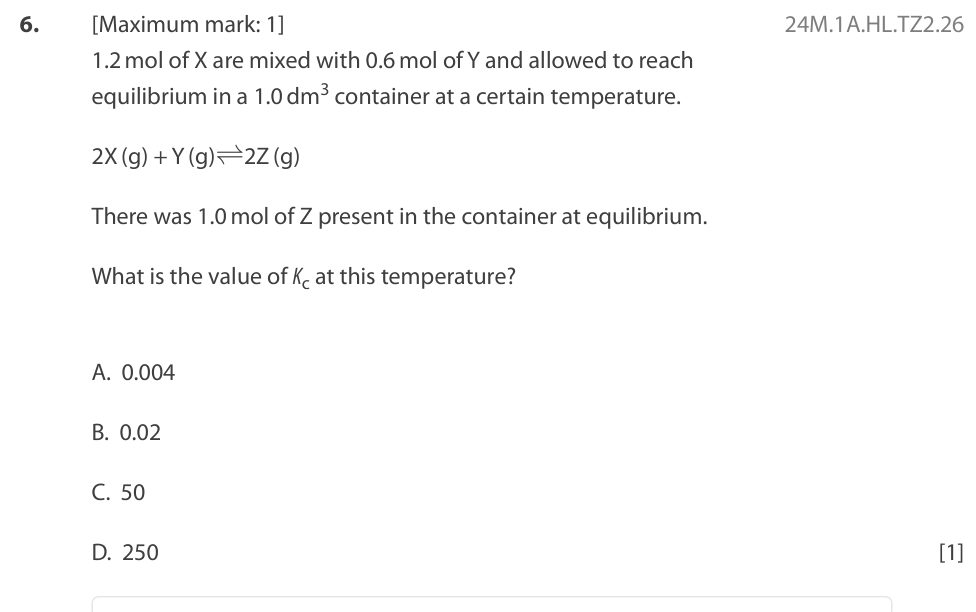 6. [Maximum mark: 1] 24M.1A.HL.TZ2.26
1.2 mol of X are mixed with 0.6 mol of Y and allowed to reach
equilibrium in a 1.0 dm³ container at a certain temperature.
2X (g) + Y (g)⇌2Z (g)
There was 1.0 mol of Z present in the container at equilibrium.
What is the value of Kc at this temperature?
A. 0.004
B. 0.02
C. 50
D. 250 [1]